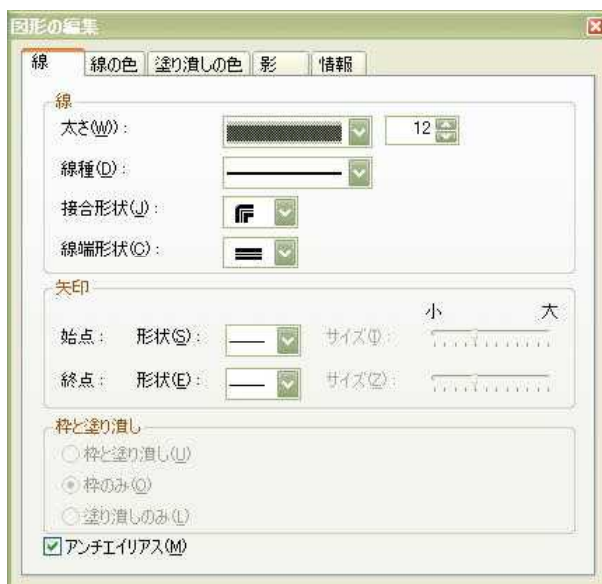 図形の編集
線 線の色 塗り潰しの色 影 情報
線
太さ(W): 12
線種(D):
接合形状(J):
線端形状(C):
矢印
小 大
始点: 形状(S): サイズ(I):
終点: 形状(E): サイズ(Z):
枠と塗り潰し
枠と塗り潰し(U)
枠のみ(O)
塗り潰しのみ(L)
アンチエイリアス(M)